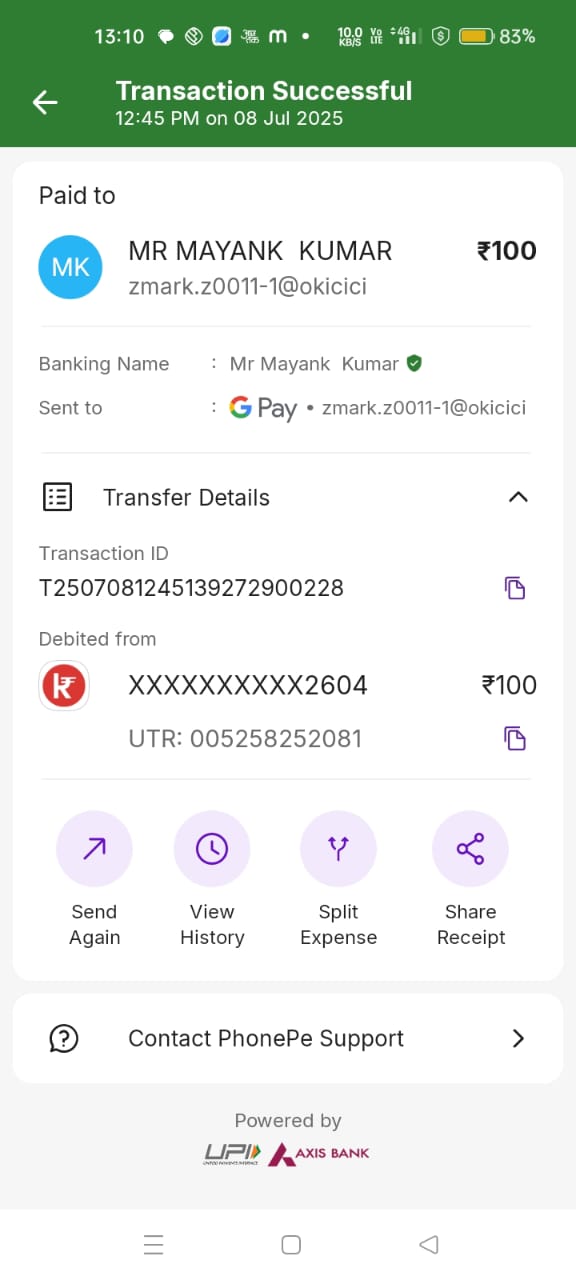 13:10 m • 10.0 KB/S Vo LTE 4G 83%
Transaction Successful
12:45 PM on 08 Jul 2025
Paid to
MK MR MAYANK KUMAR ₹100
zmark.z0011-1@okicici
Banking Name : Mr Mayank Kumar
Sent to : G Pay • zmark.z0011-1@okicici
Transfer Details
Transaction ID
T2507081245139272900228
Debited from
XXXXXXXXXX2604 ₹100
UTR: 005258252081
Send Again
View History
Split Expense
Share Receipt
Contact PhonePe Support
Powered by
UPI AXIS BANK